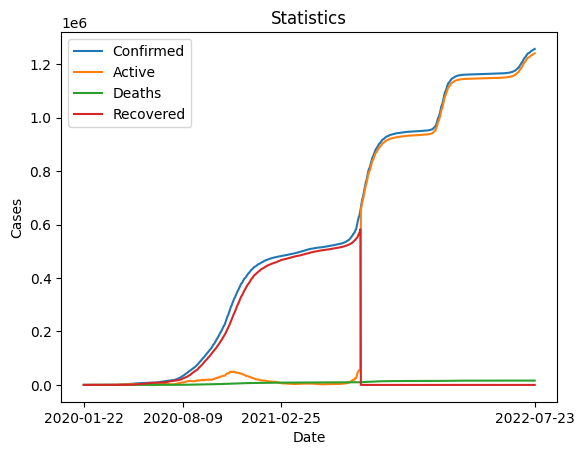 Statistics
1e6
Confirmed
Active
Deaths
Recovered
1.2
1.0
0.8
0.6
0.4
0.2
0.0
Cases
2020-01-22 2020-08-09 2021-02-25 2022-07-23
Date